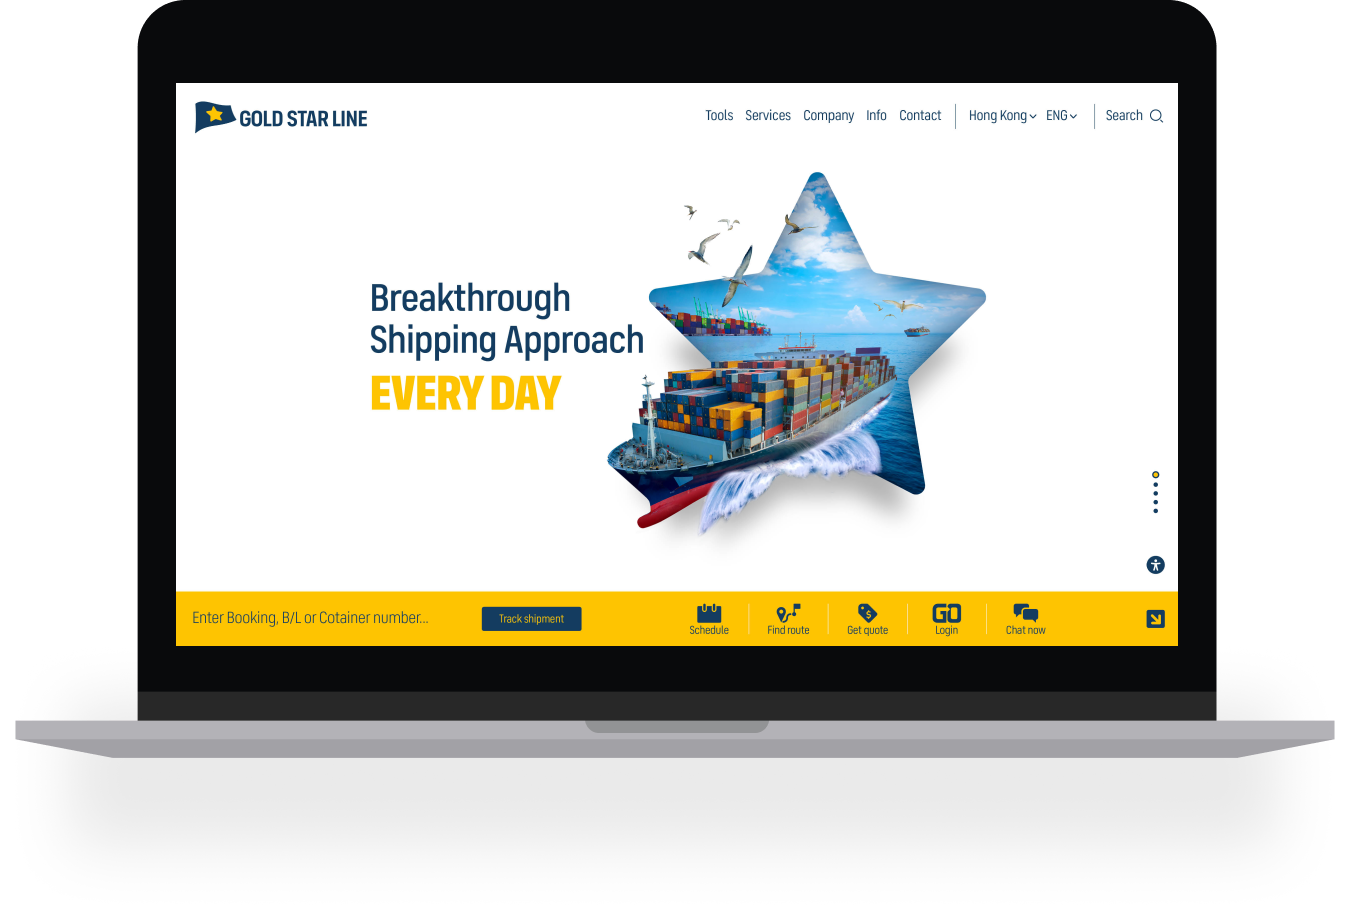 GOLD STAR LINE
Tools Services Company Info Contact Hong Kong ENG Search
Breakthrough
Shipping Approach
EVERY DAY
Enter Booking, B/L or Cotainer number...
Track shipment
Schedule
Find route
$
Get quote
GO
Login
Chat now